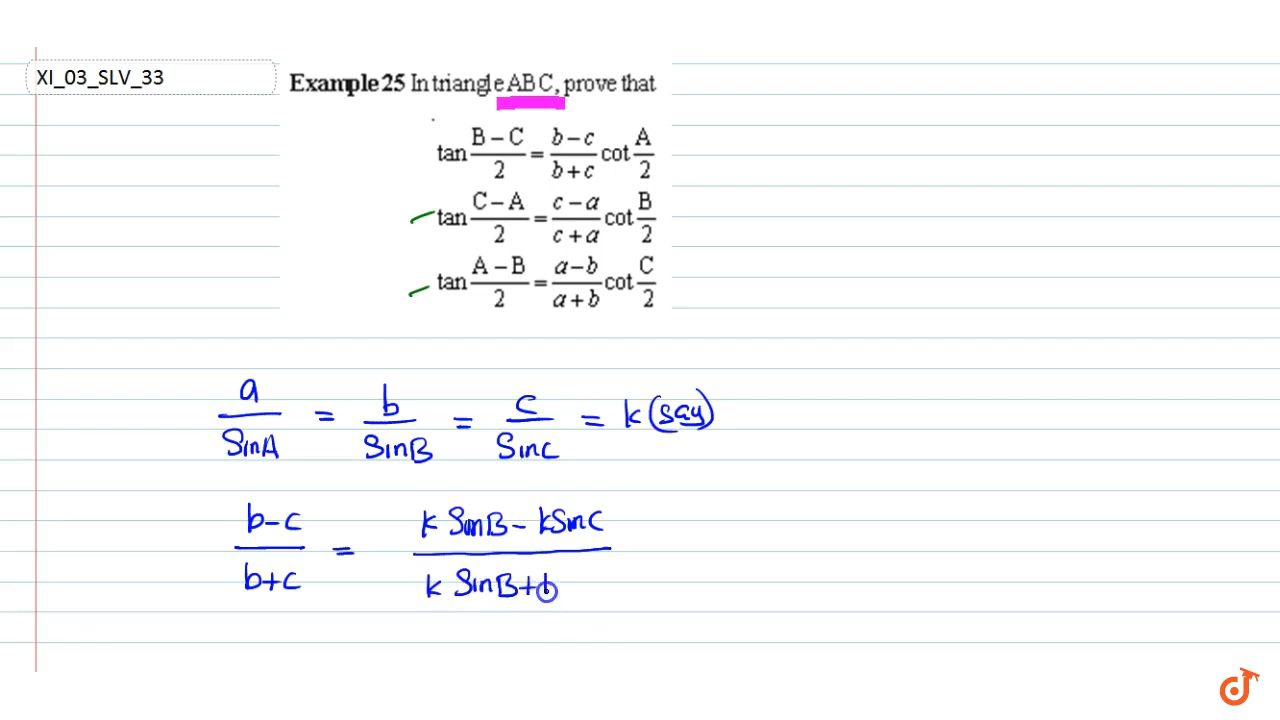 XI_03_SLV_33
Example 25 In triangle ABC, prove that
tan (B – C)/2 = (b – c)/(b + c) cot A/2
tan (C – A)/2 = (c – a)/(c + a) cot B/2
tan (A – B)/2 = (a – b)/(a + b) cot C/2
a/SinA = b/SinB = c/SinC = k (say)
(b-c)/(b+c) = (k SinB - kSinC)/(k SinB +